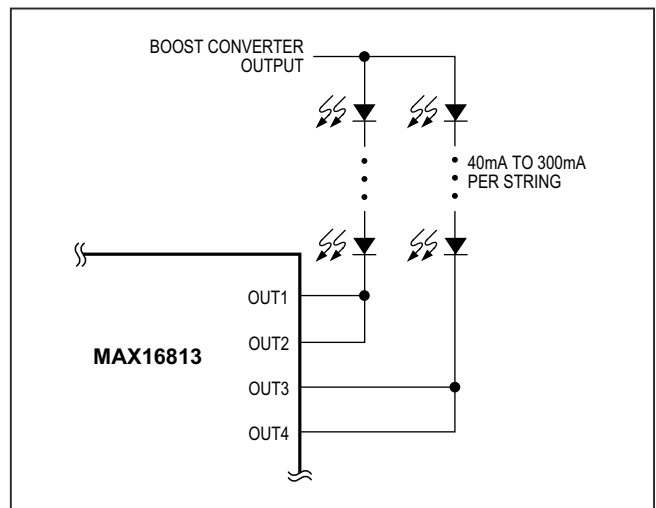 BOOST CONVERTER
OUTPUT
40mA TO 300mA
PER STRING
OUT1
OUT2
MAX16813
OUT3
OUT4